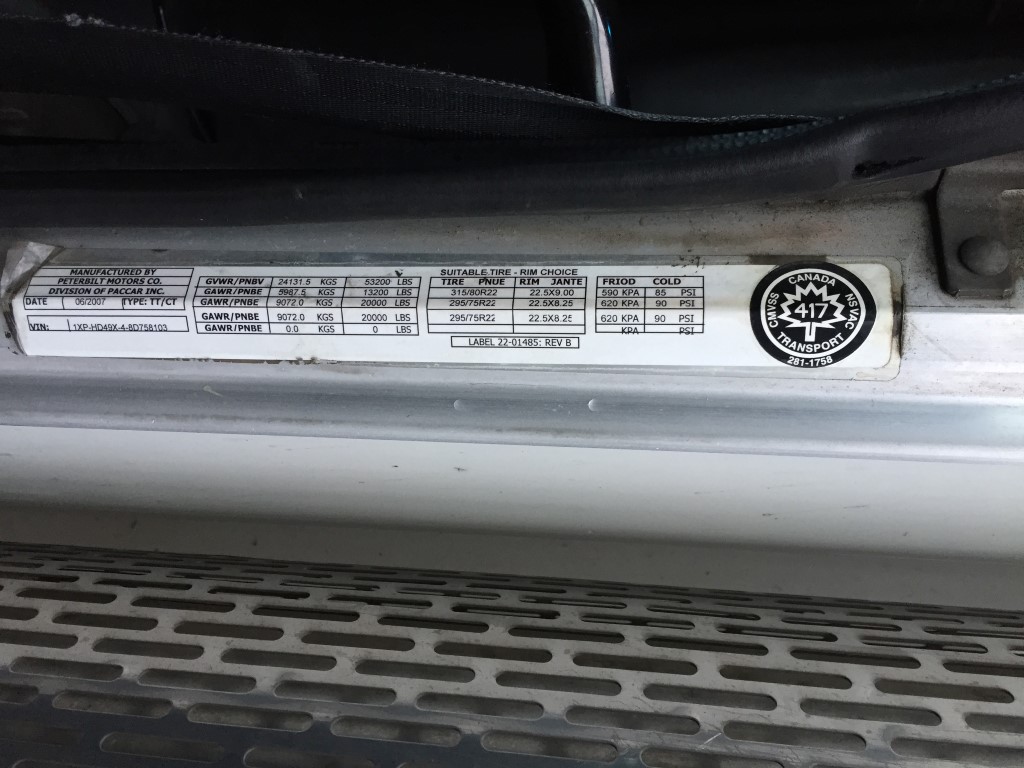 MANUFACTURED BY
PETERBILT MOTORS CO.
DIVISION OF PACCAR INC.
DATE 06/2007 TYPE: TT/CT
VIN: 1XP-HD49X-4-8D758103
GVWR/PNBV 24131.5 KGS 53200 LBS
GAWR/PNBE 5987.5 KGS 13200 LBS
GAWR/PNBE 9072.0 KGS 20000 LBS
GAWR/PNBE 9072.0 KGS 20000 LBS
GAWR/PNBE 0.0 KGS 0 LBS
SUITABLE TIRE - RIM CHOICE
TIRE PNUE RIM JANTE
315/80R22 22.5X9.00
295/75R22 22.5X8.25
295/75R22 22.5X8.25
LABEL 22-01485: REV B
FRIOD COLD
590 KPA 85 PSI
620 KPA 90 PSI
620 KPA 90 PSI
KPA PSI
CANADA
CMVSS
417
NSVAC
TRANSPORT
281-1758